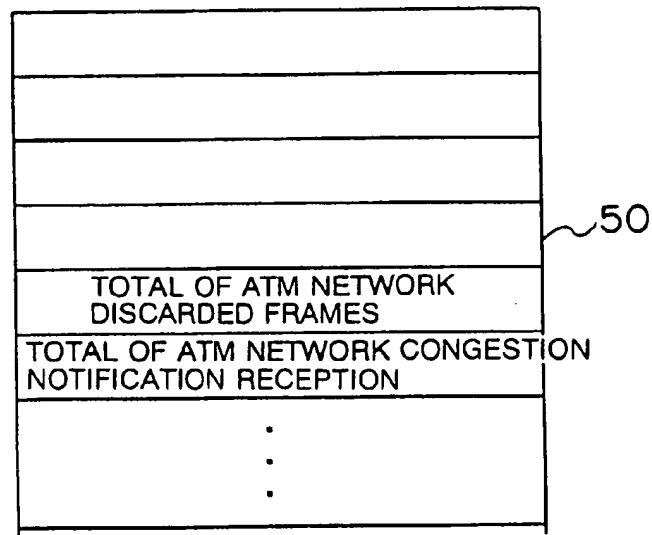 50
TOTAL OF ATM NETWORK
DISCARDED FRAMES
TOTAL OF ATM NETWORK CONGESTION
NOTIFICATION RECEPTION